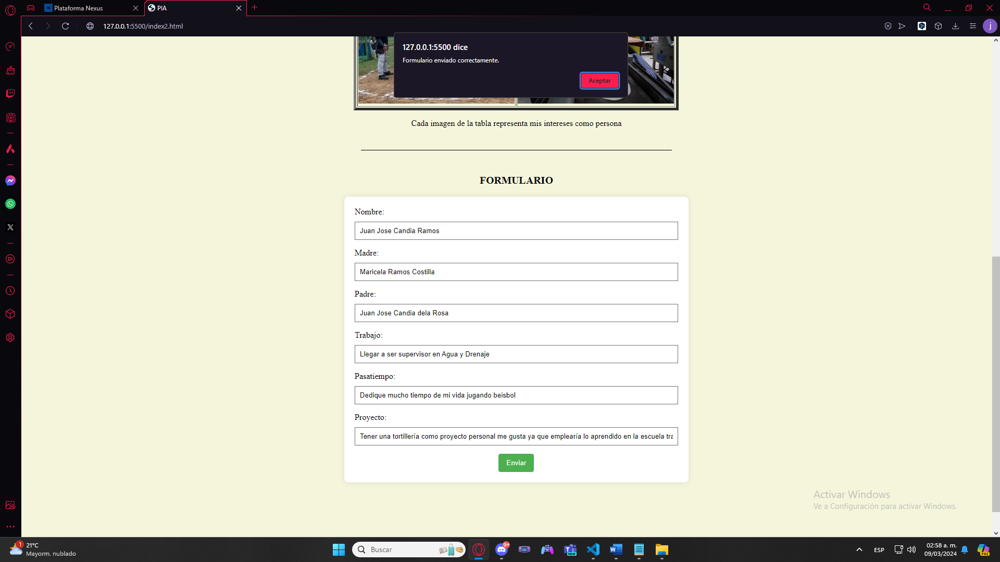 Plataforma Nexus
PIA
127.0.0.1:5500/index2.html
j
127.0.0.1:5500 dice
Formulario enviado correctamente.
Aceptar
Cada imagen de la tabla representa mis intereses como persona
FORMULARIO
Nombre:
Juan Jose Candia Ramos
Madre:
Maricela Ramos Costilla
Padre:
Juan Jose Candia dela Rosa
Trabajo:
Llegar a ser supervisor en Agua y Drenaje
Pasatiempo:
Dedique mucho tiempo de mi vida jugando beisbol
Proyecto:
Tener una tortillería como proyecto personal me gusta ya que emplearía lo aprendido en la escuela tra
Enviar
Activar Windows
Ve a Configuración para activar Windows.
1
21°C
Mayorm. nublado
Buscar
9+
NEW
ESP
02:58 a. m.
09/03/2024
PRE